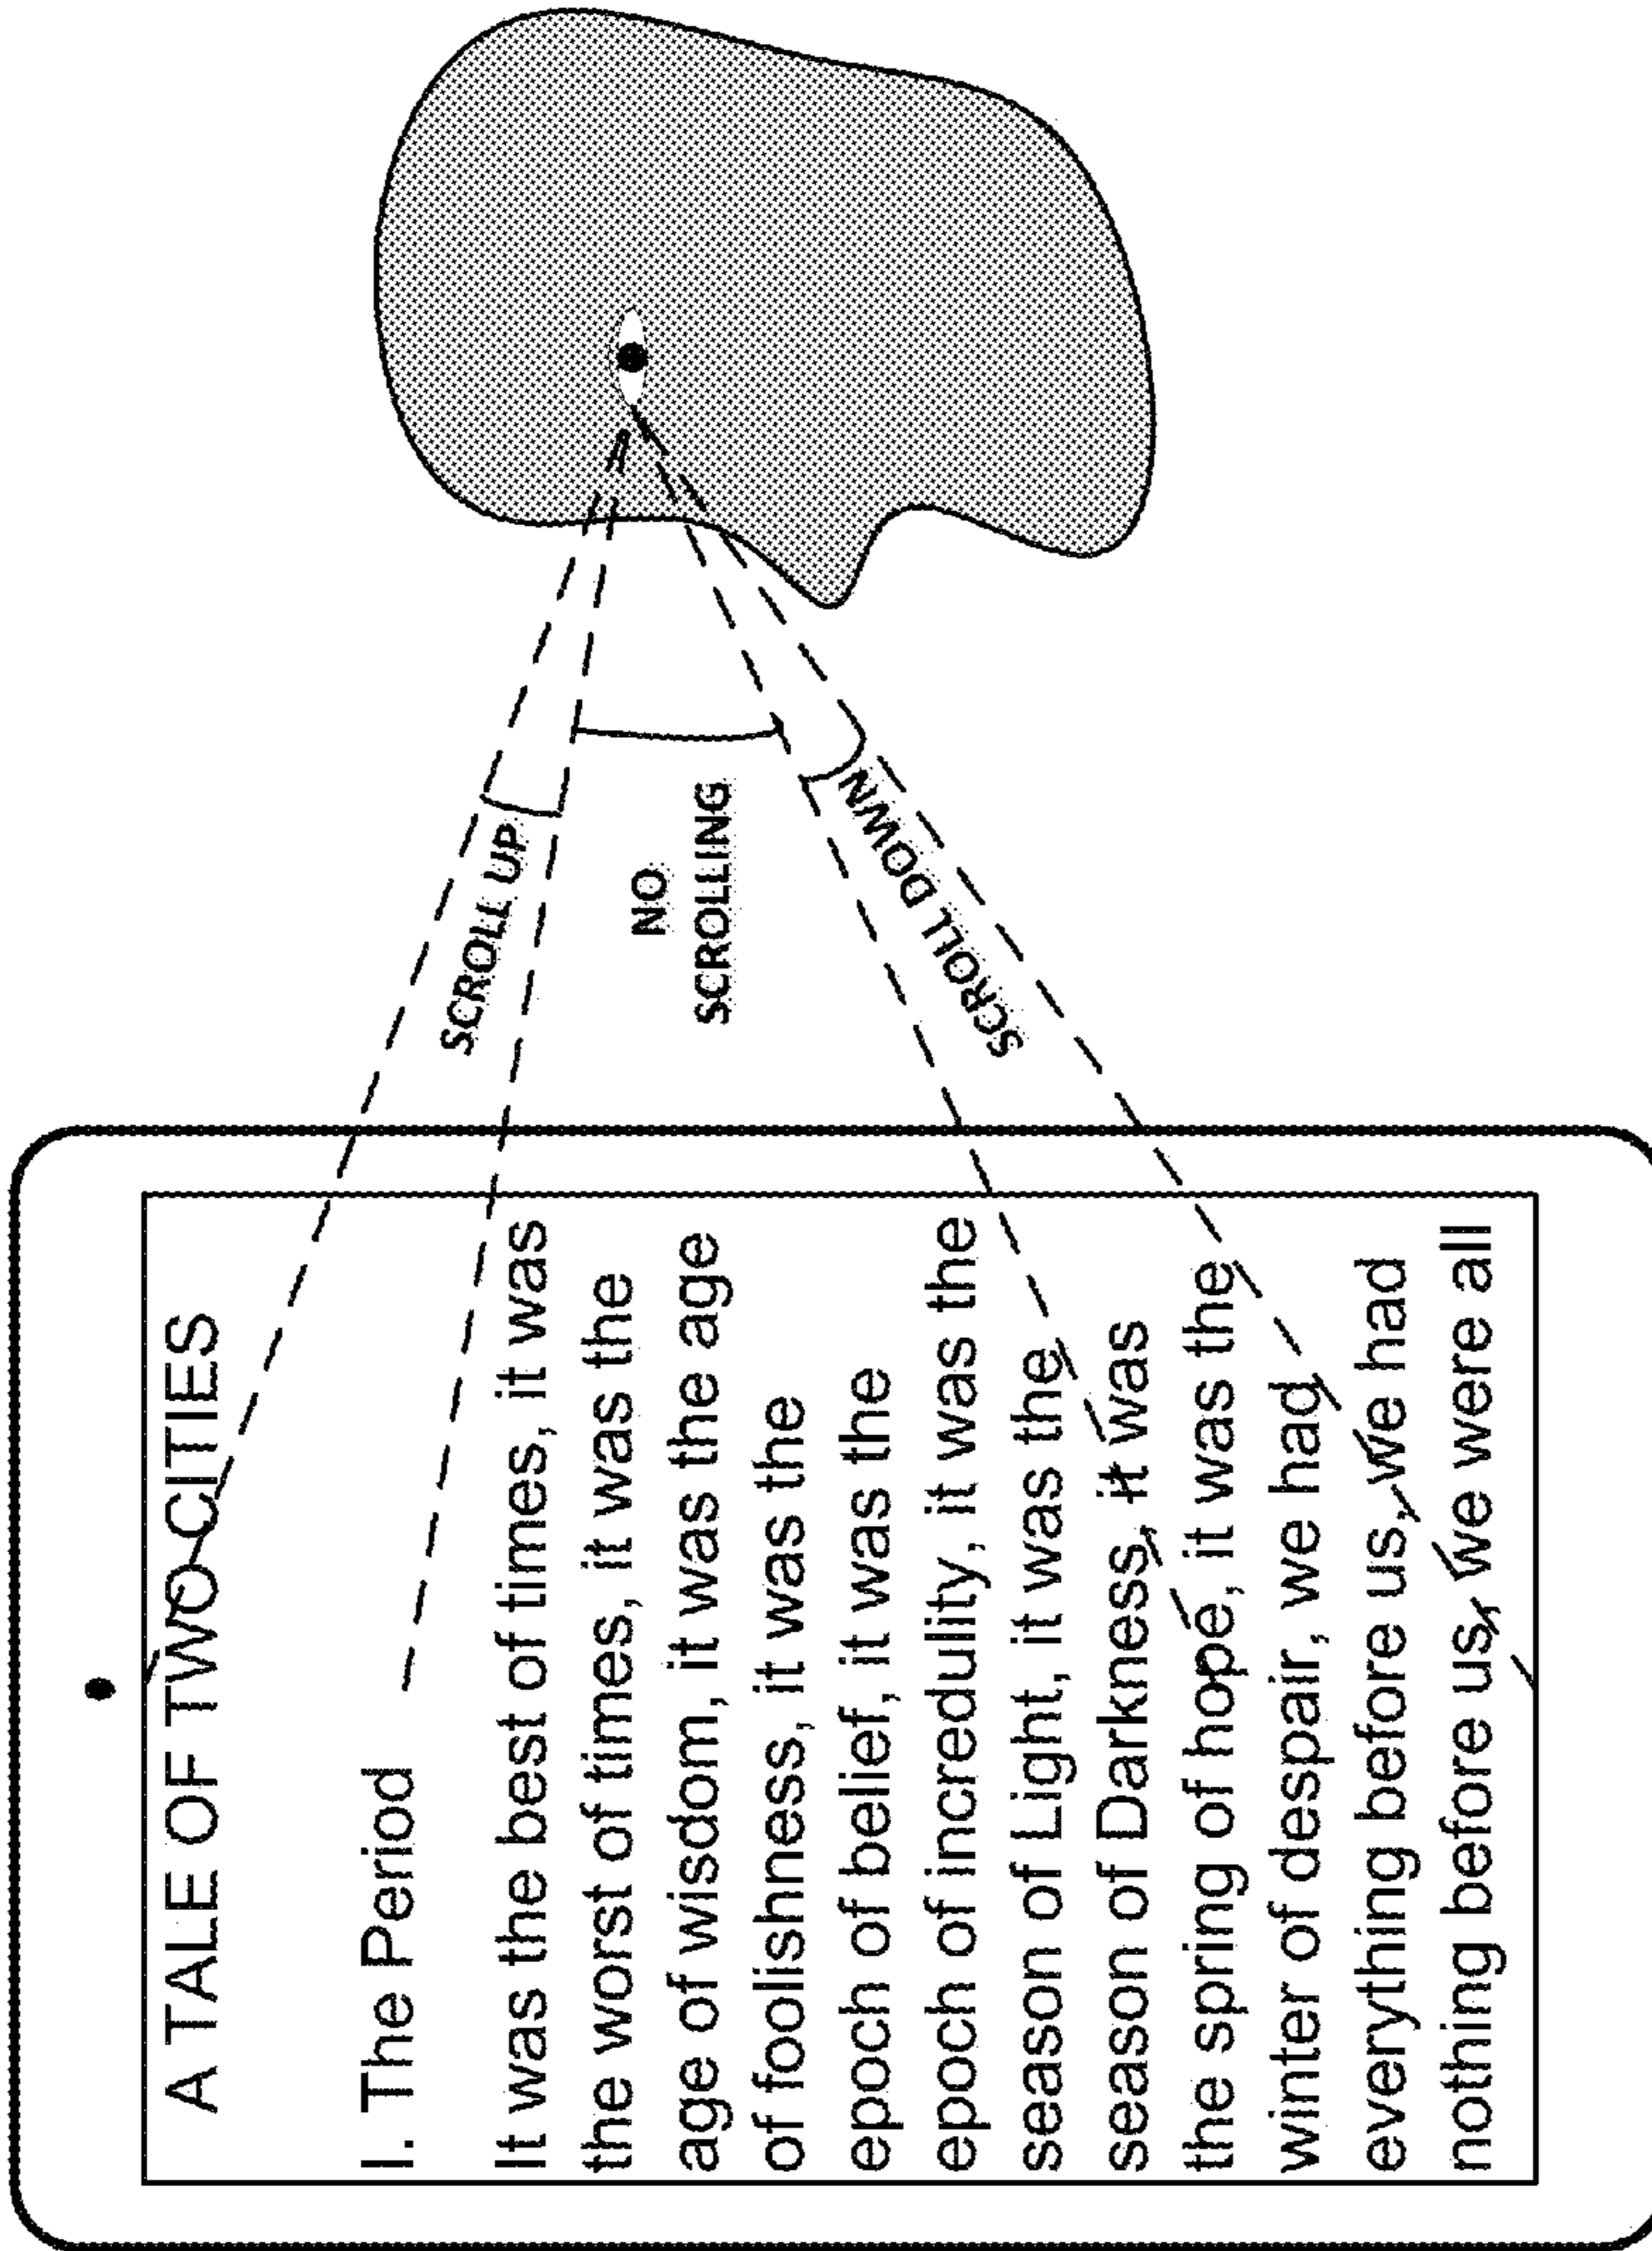 A TALE OF TWO CITIES
I. The Period
It was the best of times, it was
the worst of times, it was the
age of wisdom, it was the age
of foolishness, it was the
epoch of belief, it was the
epoch of incredulity, it was the
season of Light, it was the
season of Darkness, it was
the spring of hope, it was the
winter of despair, we had
everything before us, we had
nothing before us, we were all
SCROLL UP
NO
SCROLLING
SCROLL DOWN